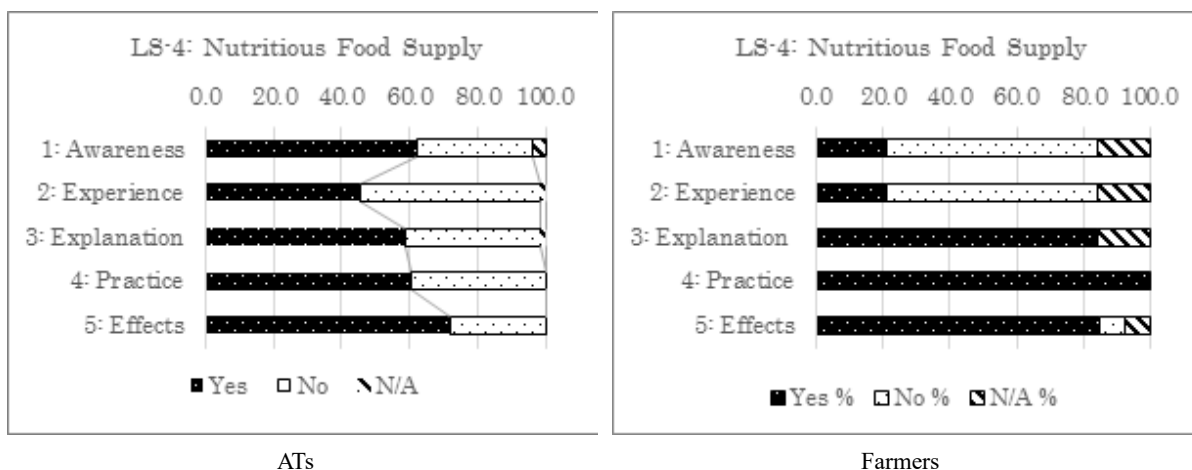 LS-4: Nutritious Food Supply
0.0 20.0 40.0 60.0 80.0 100.0
1: Awareness
2: Experience
3: Explanation
4: Practice
5: Effects
Yes No N/A
ATs
LS-4: Nutritious Food Supply
0.0 20.0 40.0 60.0 80.0 100.0
1: Awareness
2: Experience
3: Explanation
4: Practice
5: Effects
Yes % No % N/A %
Farmers